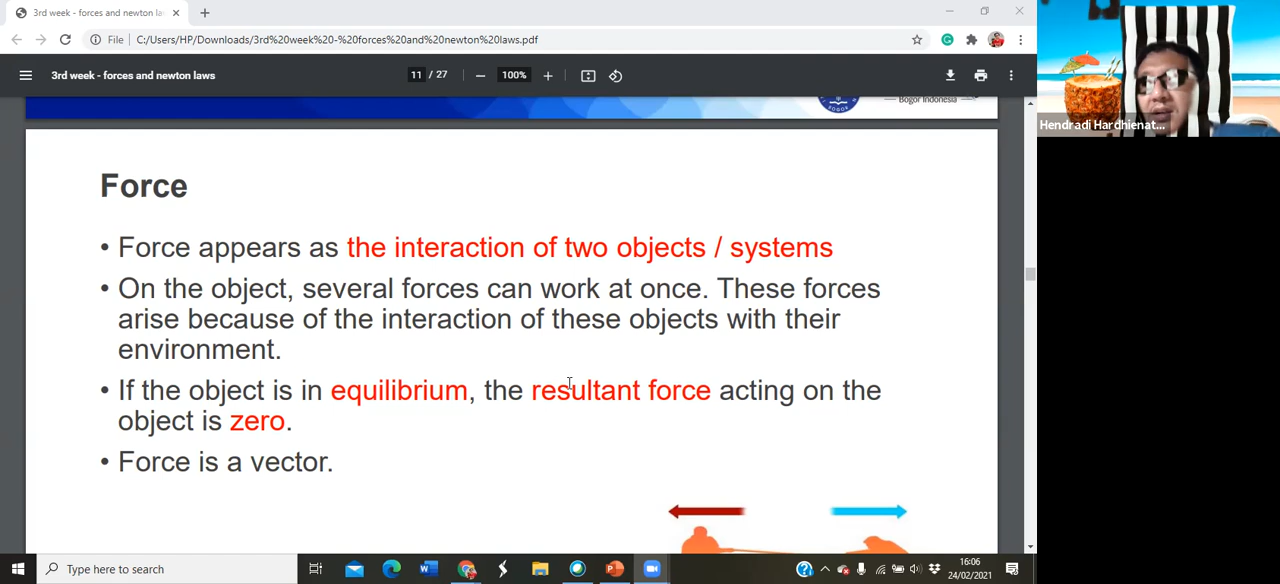 3rd week - forces and newton la
File
C:/Users/HP/Downloads/3rd%20week%20-%20forces%20and%20newton%20laws.pdf
3rd week - forces and newton laws
11 / 27
100%
Bogor Indonesia
Hendradi Hardhienat...
Force
• Force appears as the interaction of two objects / systems
• On the object, several forces can work at once. These forces
arise because of the interaction of these objects with their
environment.
• If the object is in equilibrium, the resultant force acting on the
object is zero.
• Force is a vector.
Type here to search
16:06
24/02/2021